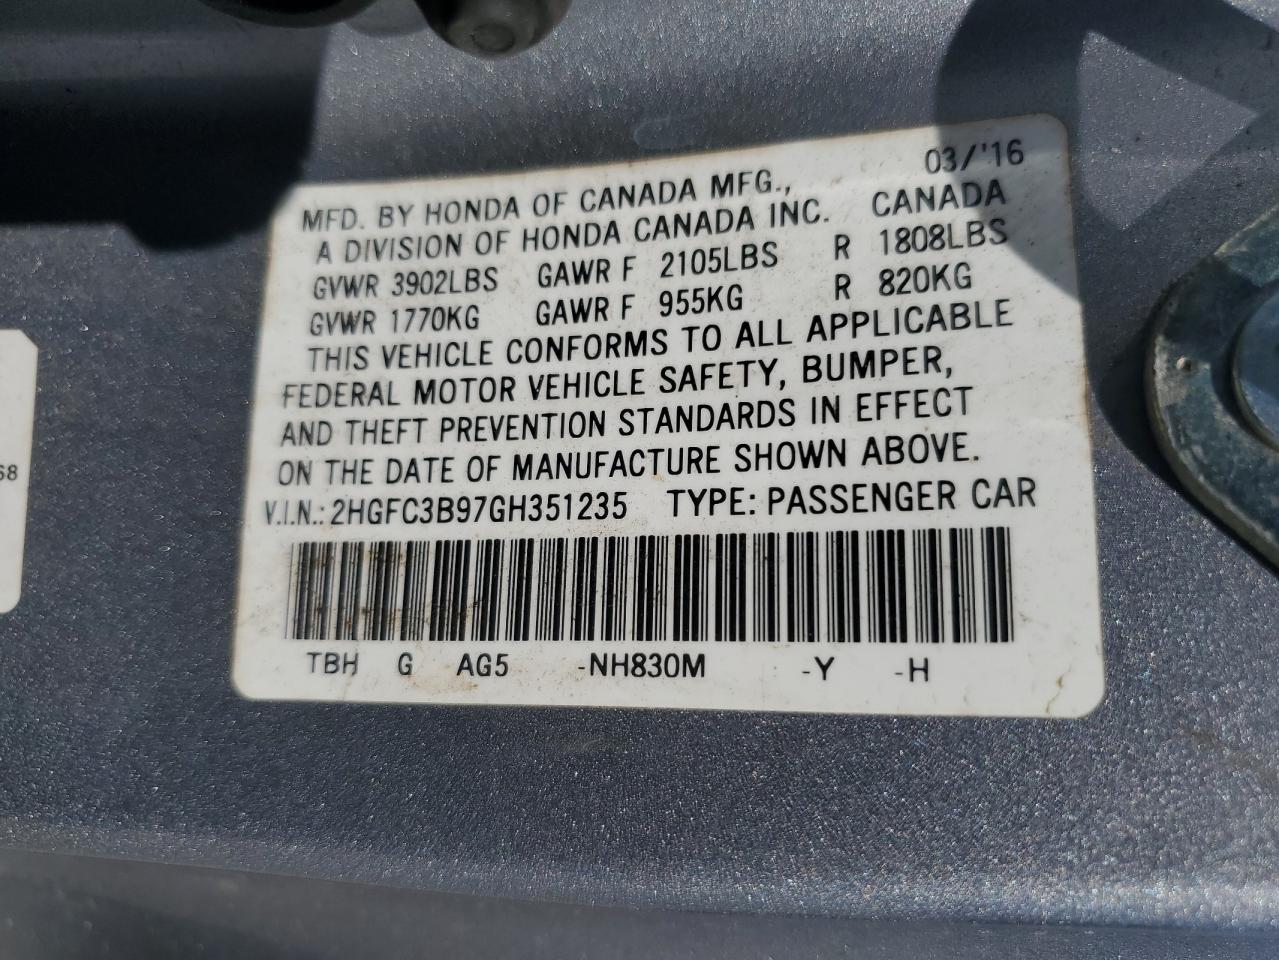 03/'16
MFD. BY HONDA OF CANADA MFG.,
A DIVISION OF HONDA CANADA INC. CANADA
GVWR 3902LBS GAWR F 2105LBS R 1808LBS
GVWR 1770KG GAWR F 955KG R 820KG
THIS VEHICLE CONFORMS TO ALL APPLICABLE
FEDERAL MOTOR VEHICLE SAFETY, BUMPER,
AND THEFT PREVENTION STANDARDS IN EFFECT
ON THE DATE OF MANUFACTURE SHOWN ABOVE.
V.I.N.: 2HGFC3B97GH351235 TYPE: PASSENGER CAR
TBH G AG5 -NH830M -Y -H